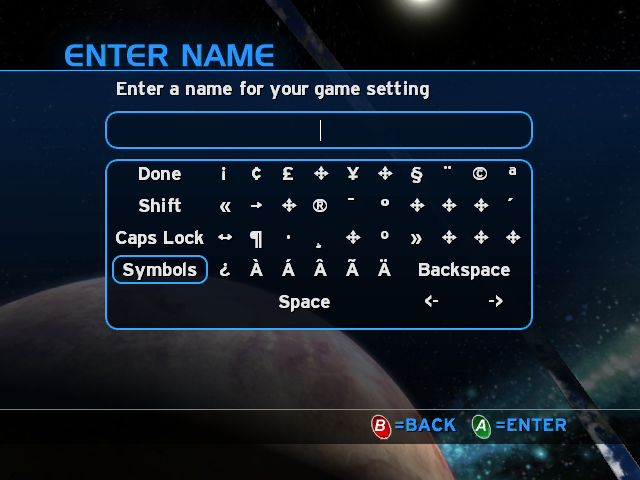 ENTER NAME
Enter a name for your game setting
Done ¡ ¢ £ ✣ ¥ ✣ § ¨ © ª
Shift « → ✣ ® ¯ º ✣ ✣ ✣ ´
Caps Lock ↔ ¶ · ¸ ✣ º » ✣ ✣ ✣
Symbols ¿ À Á Â Ã Ä Backspace
Space <- ->
B =BACK A =ENTER